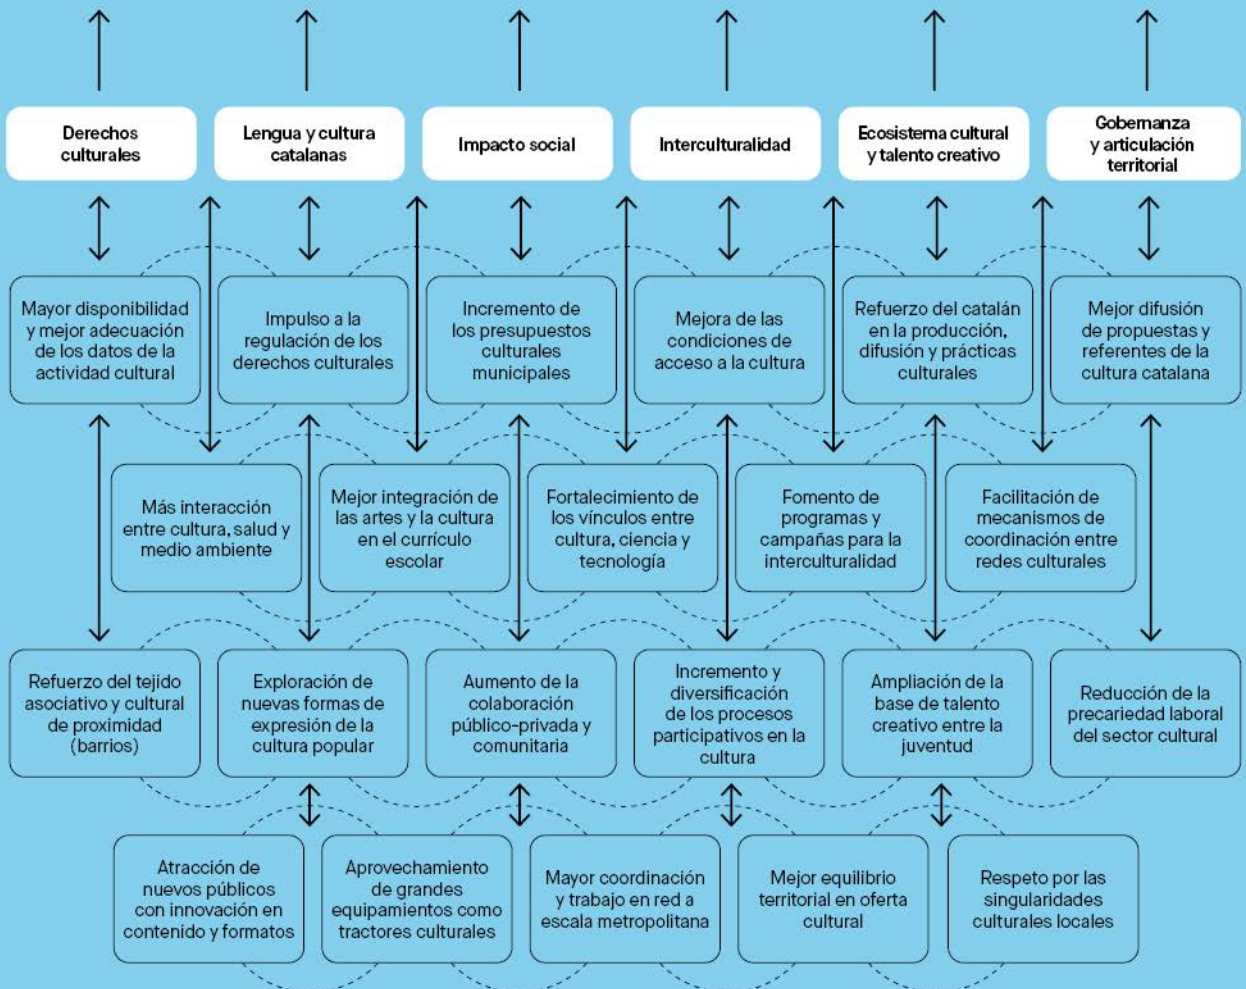 Derechos
culturales
Lengua y cultura
catalanas
Impacto social
Interculturalidad
Ecosistema cultural
y talento creativo
Gobernanza
y articulación
territorial
Mayor disponibilidad
y mejor adecuación
de los datos de la
actividad cultural
Impulso a la
regulación de los
derechos culturales
Incremento de
los presupuestos
culturales
municipales
Mejora de las
condiciones de
acceso a la cultura
Refuerzo del catalán
en la producción,
difusión y prácticas
culturales
Mejor difusión
de propuestas y
referentes de la
cultura catalana
Más interacción
entre cultura, salud y
medio ambiente
Mejor integración de
las artes y la cultura
en el currículo
escolar
Fortalecimiento de
los vínculos entre
cultura, ciencia y
tecnología
Fomento de
programas y
campañas para la
interculturalidad
Facilitación de
mecanismos de
coordinación entre
redes culturales
Refuerzo del tejido
asociativo y cultural
de proximidad
(barrios)
Exploración de
nuevas formas de
expresión de la
cultura popular
Aumento de la
colaboración
público-privada y
comunitaria
Incremento y
diversificación
de los procesos
participativos en la
cultura
Ampliación de la
base de talento
creativo entre la
juventud
Reducción de la
precariedad laboral
del sector cultural
Atracción de
nuevos públicos
con innovación en
contenido y formatos
Aprovechamiento
de grandes
equipamientos como
tractores culturales
Mayor coordinación
y trabajo en red a
escala metropolitana
Mejor equilibrio
territorial en oferta
cultural
Respeto por las
singularidades
culturales locales